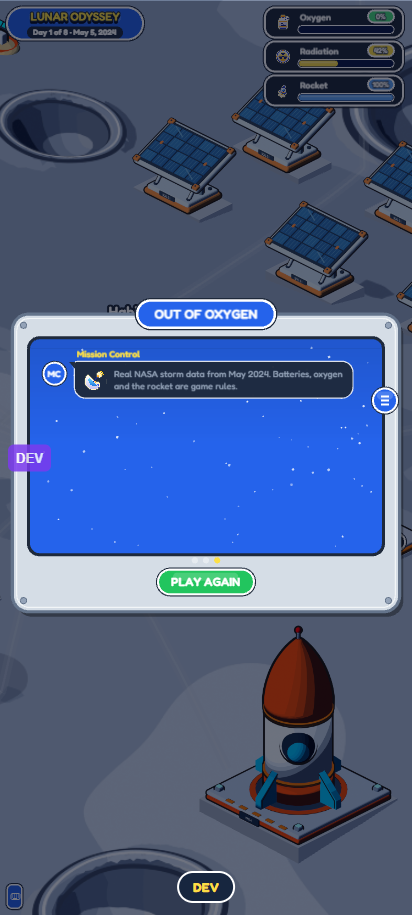 LUNAR ODYSSEY
Day 1 of 8 - May 5, 2024
Oxygen
0%
Radiation
42%
Rocket
100%
OUT OF OXYGEN
Mission Control
MC
Real NASA storm data from May 2024. Batteries, oxygen
and the rocket are game rules.
DEV
PLAY AGAIN
DEV